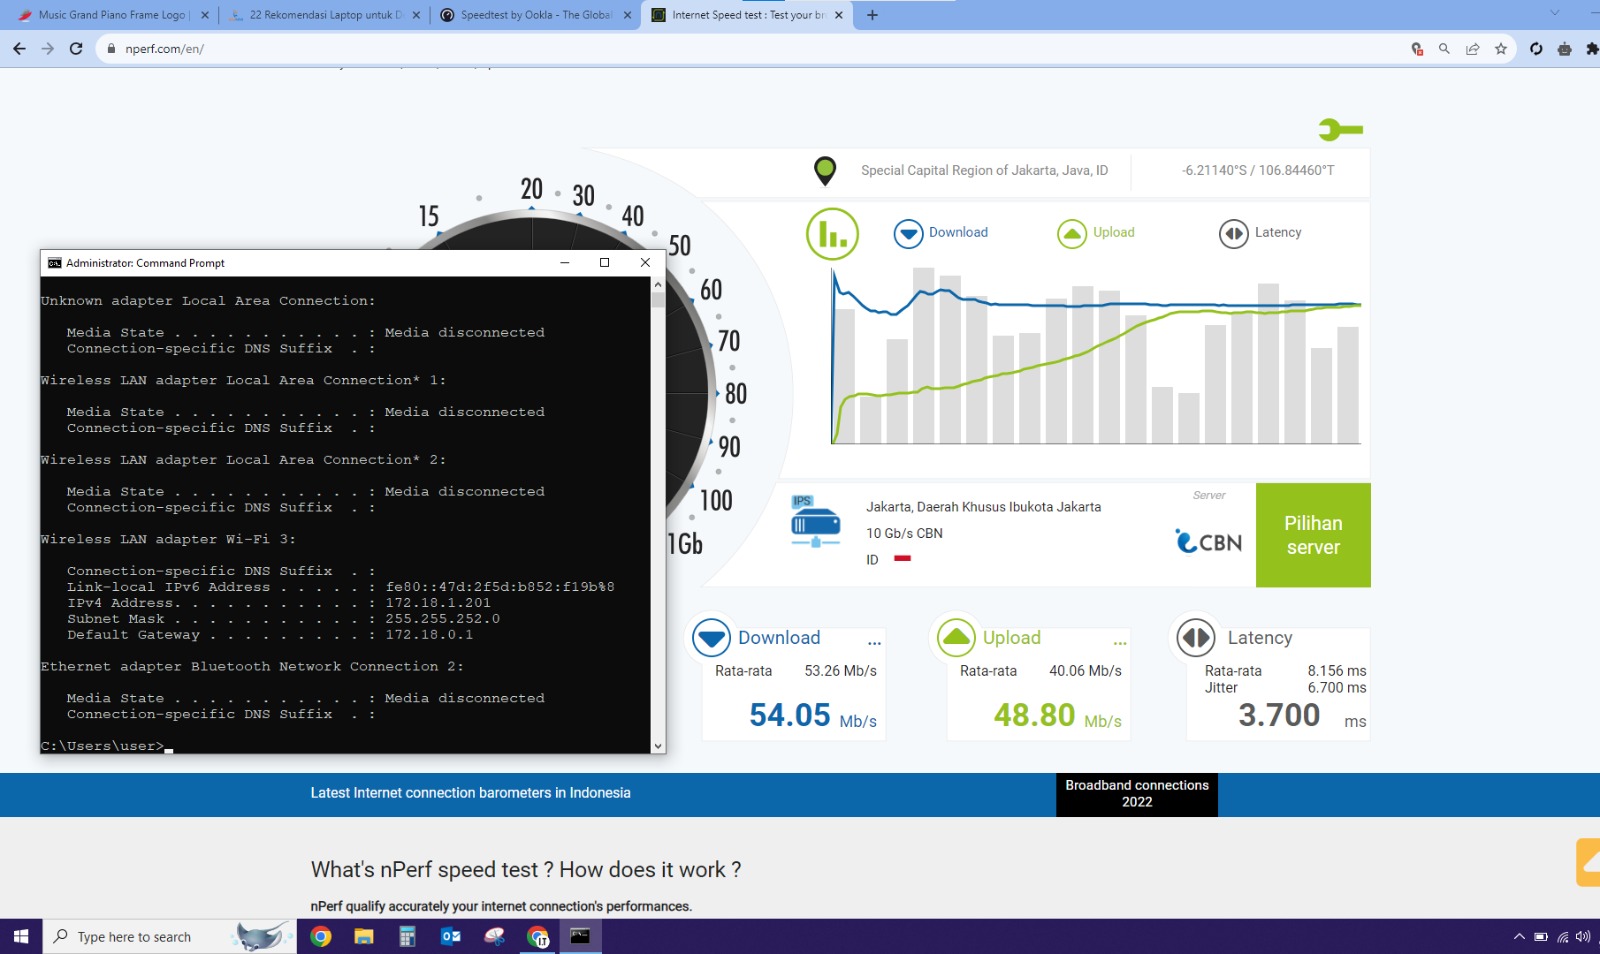 Music Grand Piano Frame Logo |
22 Rekomendasi Laptop untuk D
Speedtest by Ookla - The Global
Internet Speed test : Test your br
nperf.com/en/
Special Capital Region of Jakarta, Java, ID
-6.21140°S / 106.84460°T
15
20
30
40
50
60
70
80
90
100
1Gb
Download
Upload
Latency
Administrator: Command Prompt
Unknown adapter Local Area Connection:
Media State . . . . . . . . . . . : Media disconnected
Connection-specific DNS Suffix  . :
Wireless LAN adapter Local Area Connection* 1:
Media State . . . . . . . . . . . : Media disconnected
Connection-specific DNS Suffix  . :
Wireless LAN adapter Local Area Connection* 2:
Media State . . . . . . . . . . . : Media disconnected
Connection-specific DNS Suffix  . :
Wireless LAN adapter Wi-Fi 3:
Connection-specific DNS Suffix  . :
Link-local IPv6 Address . . . . . : fe80::47d:2f5d:b852:f19b%8
IPv4 Address. . . . . . . . . . . : 172.18.1.201
Subnet Mask . . . . . . . . . . . : 255.255.252.0
Default Gateway . . . . . . . . . : 172.18.0.1
Ethernet adapter Bluetooth Network Connection 2:
Media State . . . . . . . . . . . : Media disconnected
Connection-specific DNS Suffix  . :
C:\Users\user>
IPS
Jakarta, Daerah Khusus Ibukota Jakarta
10 Gb/s CBN
ID
Server
CBN
Pilihan
server
Download ...
Rata-rata 53.26 Mb/s
54.05 Mb/s
Upload ...
Rata-rata 40.06 Mb/s
48.80 Mb/s
Latency
Rata-rata 8.156 ms
Jitter 6.700 ms
3.700 ms
Latest Internet connection barometers in Indonesia
Broadband connections
2022
What's nPerf speed test ? How does it work ?
nPerf qualify accurately your internet connection's performances.
Type here to search
IT